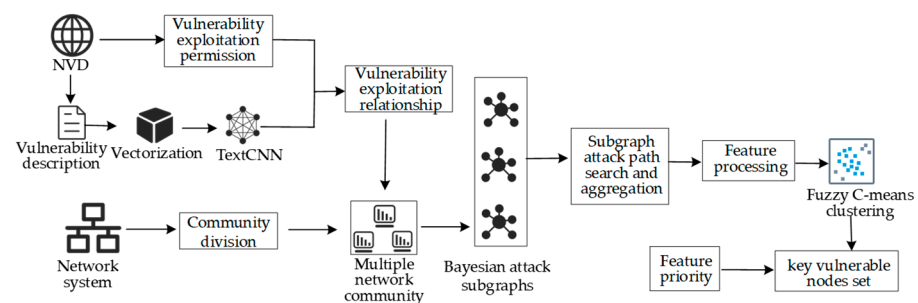 NVD
Vulnerability
exploitation
permission
Vulnerability
description
Vectorization
TextCNN
Vulnerability
exploitation
relationship
Network
system
Community
division
Multiple
network
community
Bayesian attack
subgraphs
Subgraph
attack path
search and
aggregation
Feature
processing
Fuzzy C-means
clustering
Feature
priority
key vulnerable
nodes set